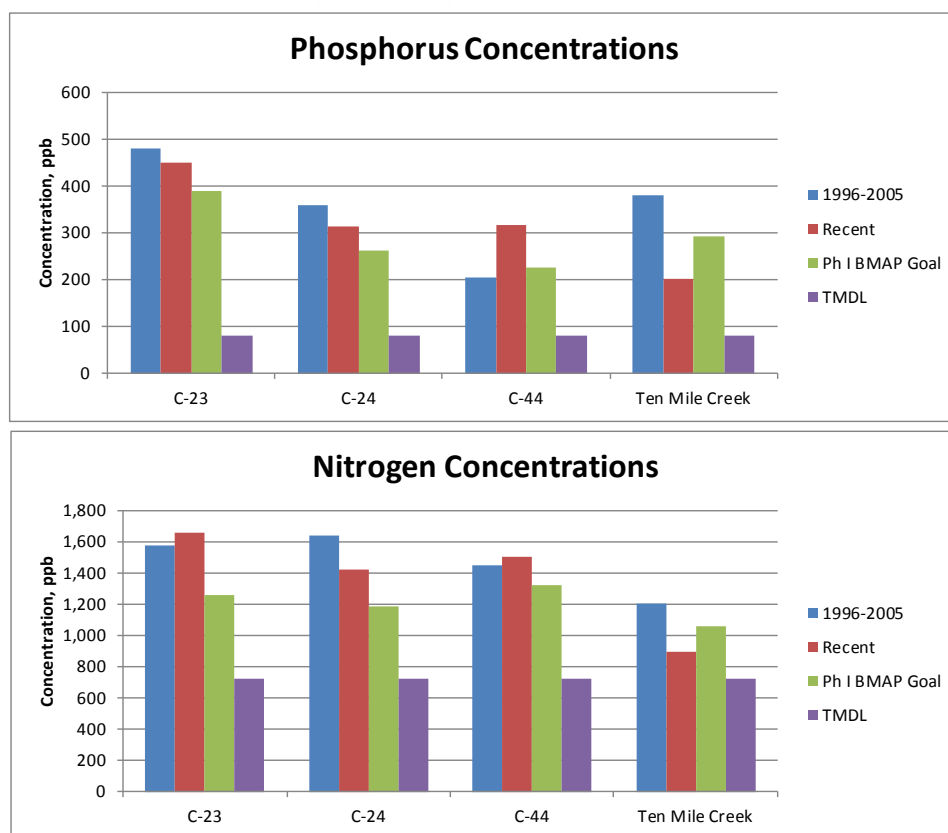 Phosphorus Concentrations
Concentration, ppb
600
500
400
300
200
100
0
C-23 C-24 C-44 Ten Mile Creek
1996-2005
Recent
Ph I BMAP Goal
TMDL
Nitrogen Concentrations
Concentration, ppb
1,800
1,600
1,400
1,200
1,000
800
600
400
200
0
C-23 C-24 C-44 Ten Mile Creek
1996-2005
Recent
Ph I BMAP Goal
TMDL